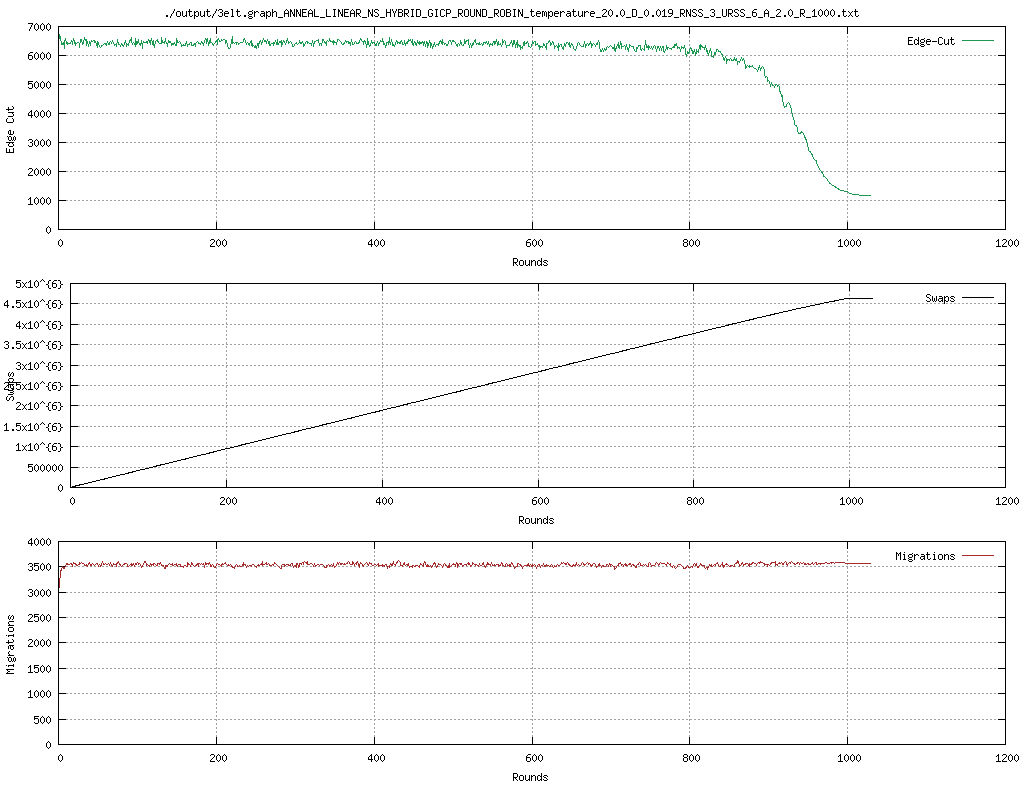 ./output/3elt.graph_ANNEAL_LINEAR_NS_HYBRID_GICP_ROUND_ROBIN_temperature_20.0_D_0.019_RNSS_3_URSS_6_A_2.0_R_1000.txt
7000
6000
5000
4000
3000
2000
1000
0
Edge Cut
Edge-Cut
0 200 400 600 800 1000 1200
Rounds
5x10^{6}
4.5x10^{6}
4x10^{6}
3.5x10^{6}
3x10^{6}
2.5x10^{6}
2x10^{6}
1.5x10^{6}
1x10^{6}
500000
0
Swaps
Swaps
0 200 400 600 800 1000 1200
Rounds
4000
3500
3000
2500
2000
1500
1000
500
0
Migrations
Migrations
0 200 400 600 800 1000 1200
Rounds